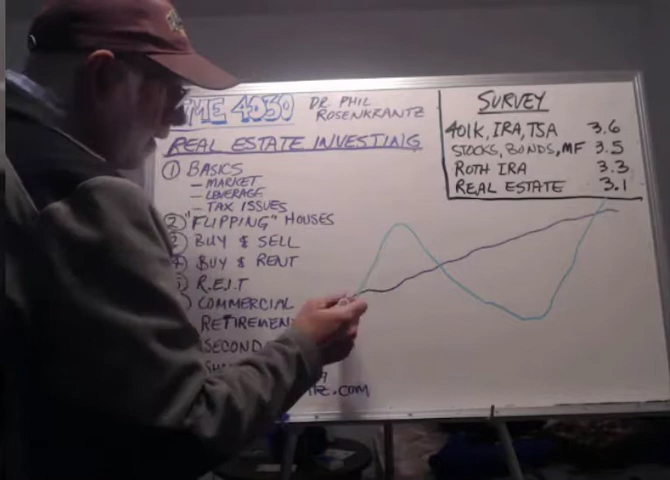 ME 4030
DR PHIL
ROSENKRANTZ
REAL ESTATE INVESTING
① BASICS
— MARKET
— LEVERAGE
— TAX ISSUES
② "FLIPPING" HOUSES
BUY & SELL
BUY & RENT
R.E.I.T
COMMERCIAL
RETIREMEN
SECOND
.COM
SURVEY
401K, IRA, TSA 3.6
STOCKS, BONDS, MF 3.5
ROTH IRA 3.3
REAL ESTATE 3.1